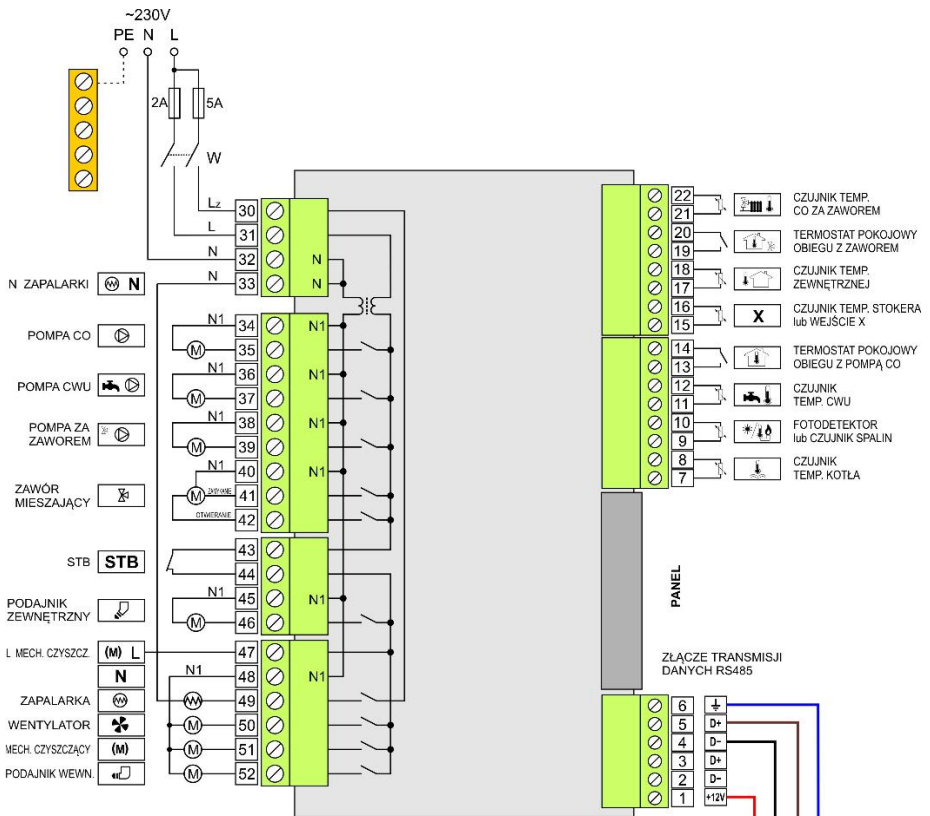 ~230V
PE N L
2A 5A
W
Lz 30
L 31
N 32 N
N 33 N
N ZAPALARKI N
N1 34 N1
POMPA CO
M 35
N1 36 N1
POMPA CWU
M 37
N1 38 N1
POMPA ZA
ZAWOREM
M 39
N1 40 N1
ZAWÓR
MIESZAJĄCY
M 41
OTWIERANIE 42
43
STB STB
44
N1 45 N1
PODAJNIK
ZEWNĘTRZNY
M 46
L MECH. CZYSZCZ. (M) L 47
N N1 48 N1
ZAPALARKA 49
WENTYLATOR M 50
MECH. CZYSZCZĄCY (M) M 51
PODAJNIK WEWN. M 52
22 CZUJNIK TEMP.
21 CO ZA ZAWOREM
20 TERMOSTAT POKOJOWY
19 OBIEGU Z ZAWOREM
18 CZUJNIK TEMP.
17 ZEWNĘTRZNEJ
16 CZUJNIK TEMP. STOKERA
15 X lub WEJŚCIE X
14 TERMOSTAT POKOJOWY
13 OBIEGU Z POMPĄ CO
12 CZUJNIK
11 TEMP. CWU
10 FOTODETEKTOR
9 lub CZUJNIK SPALIN
8 CZUJNIK
7 TEMP. KOTŁA
PANEL
ZŁĄCZE TRANSMISJI
DANYCH RS485
6
5 D+
4 D-
3 D+
2 D-
1 +12V